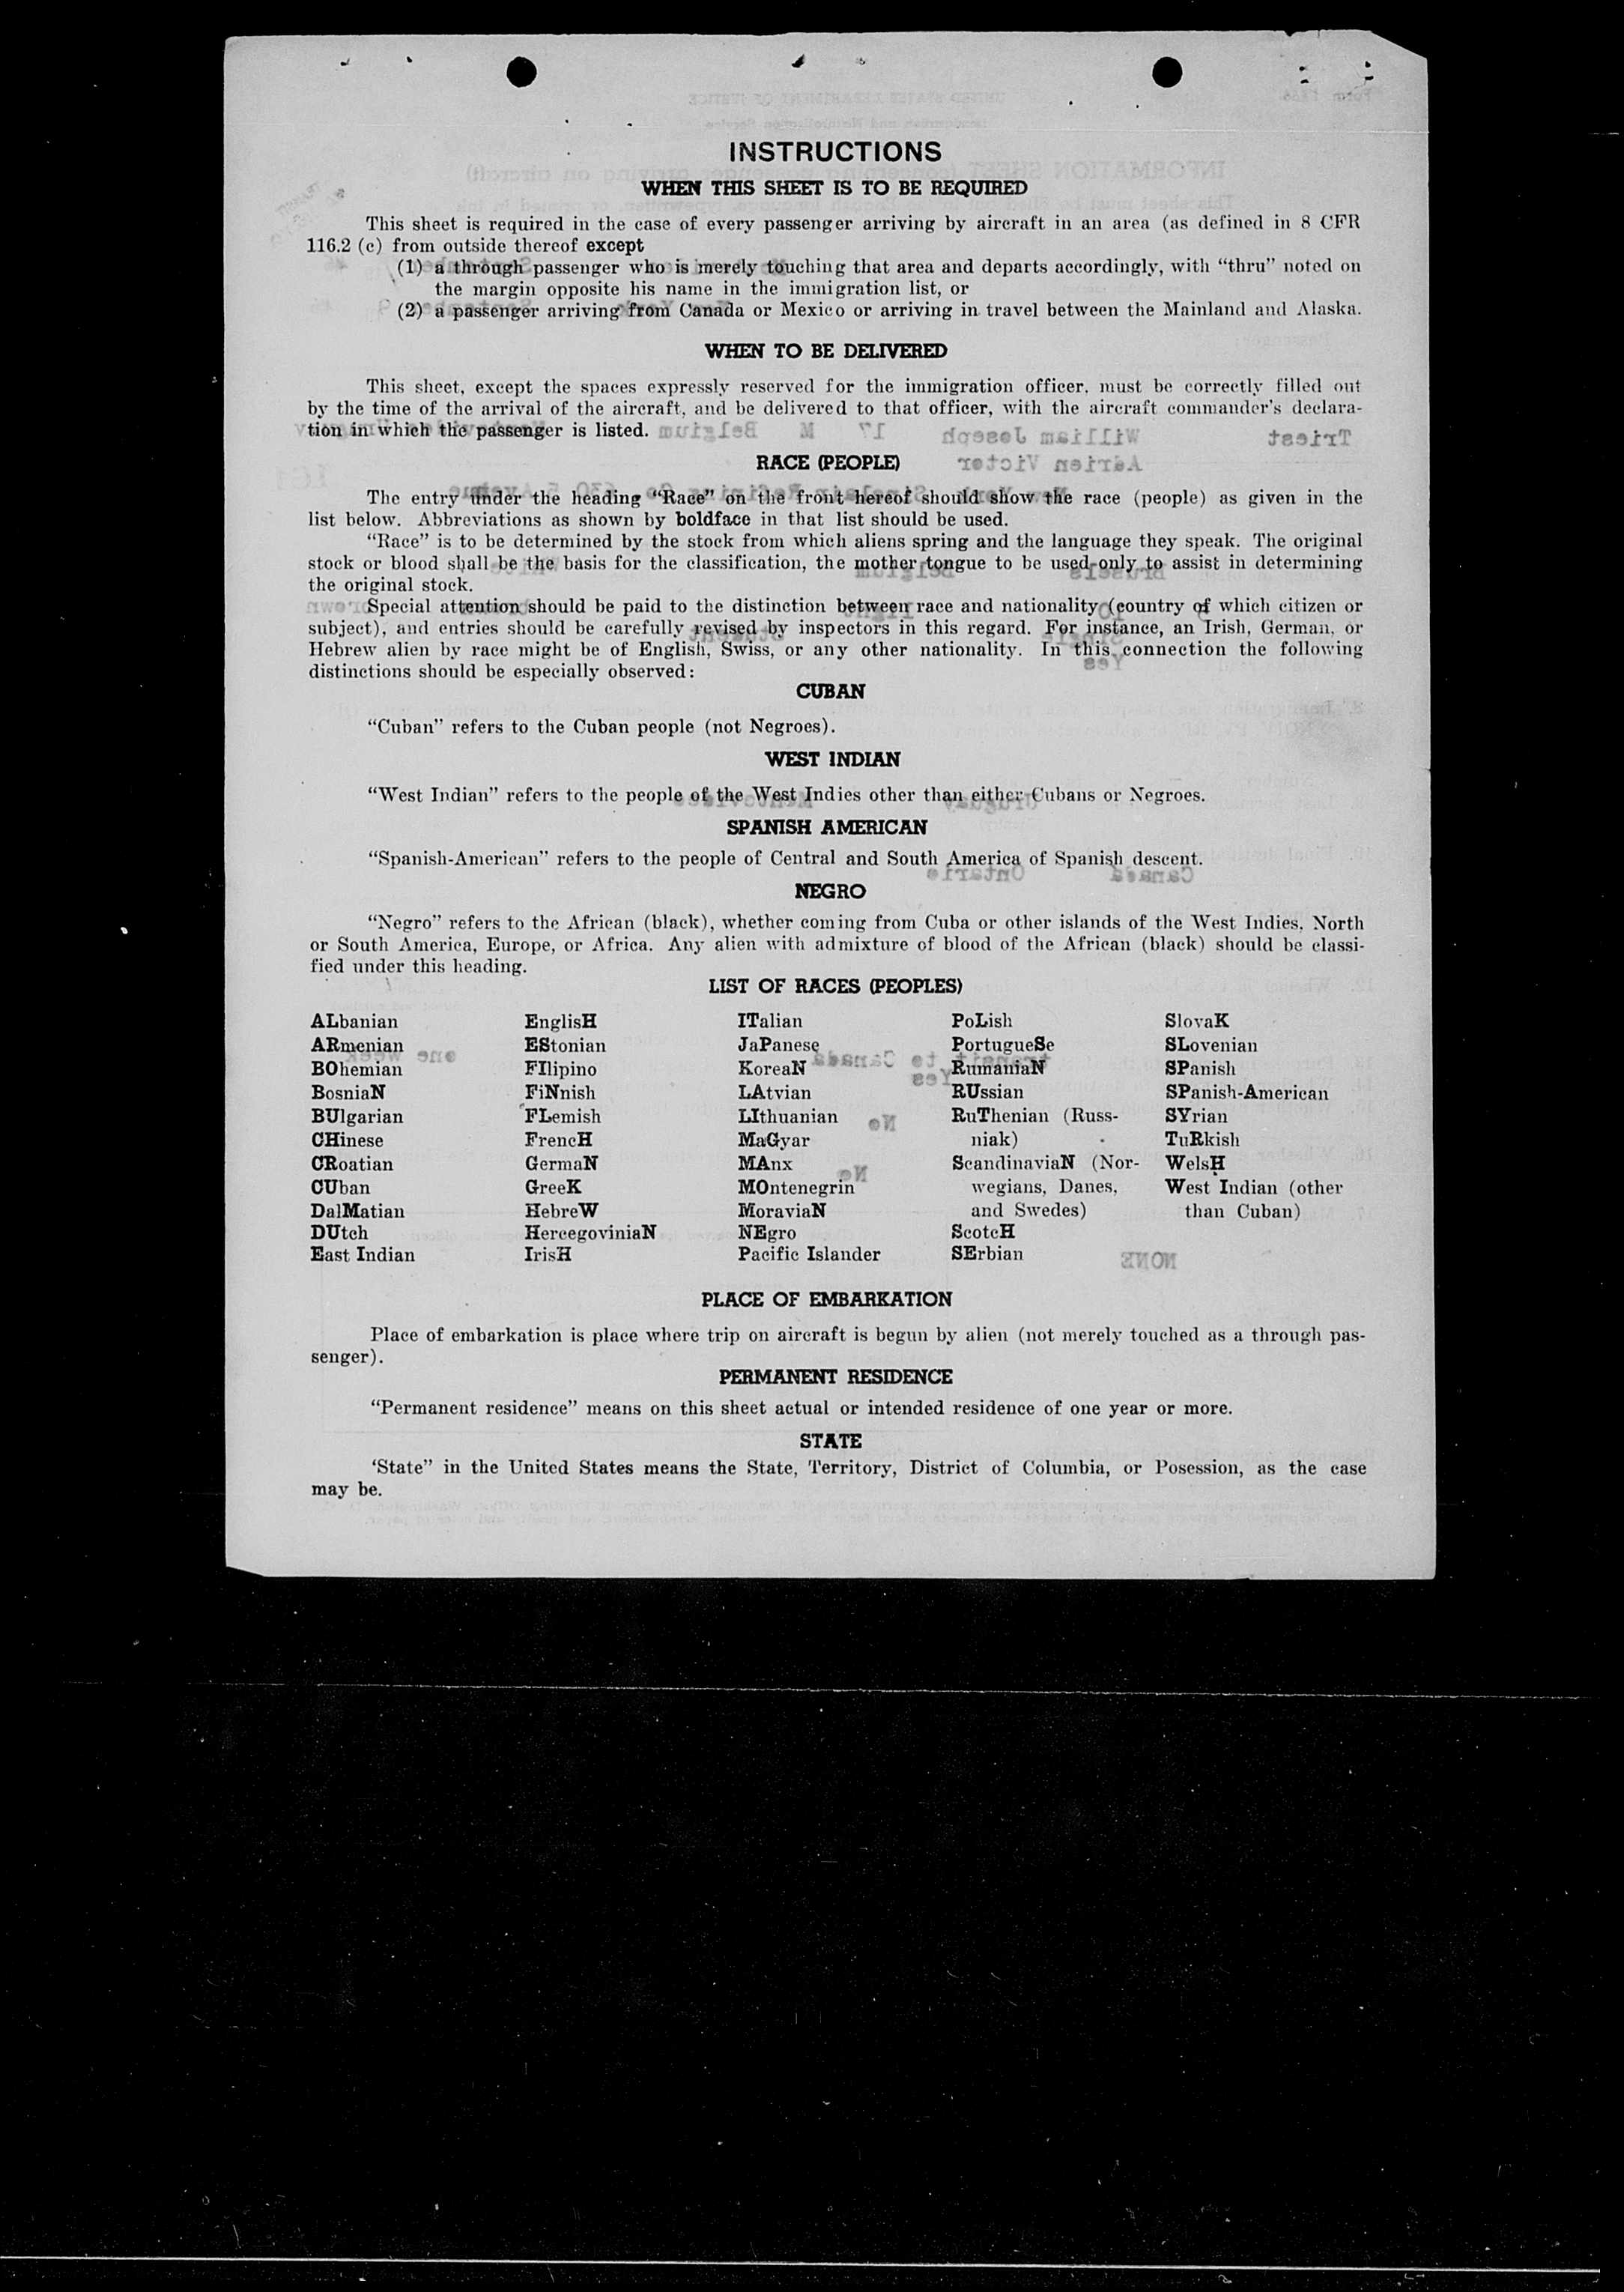 INSTRUCTIONS
WHEN THIS SHEET IS TO BE REQUIRED
This sheet is required in the case of every passenger arriving by aircraft in an area (as defined in 8 CFR
116.2 (c) from outside thereof except
(1) a through passenger who is merely touching that area and departs accordingly, with “thru” noted on
the margin opposite his name in the immigration list, or
(2) a passenger arriving from Canada or Mexico or arriving in travel between the Mainland and Alaska.
WHEN TO BE DELIVERED
This sheet, except the spaces expressly reserved for the immigration officer, must be correctly filled out
by the time of the arrival of the aircraft, and be delivered to that officer, with the aircraft commander's declara-
tion in which the passenger is listed.
RACE (PEOPLE)
The entry under the heading “Race” on the front hereof should show the race (people) as given in the
list below. Abbreviations as shown by boldface in that list should be used.
“Race” is to be determined by the stock from which aliens spring and the language they speak. The original
stock or blood shall be the basis for the classification, the mother tongue to be used only to assist in determining
the original stock.
Special attention should be paid to the distinction between race and nationality (country of which citizen or
subject), and entries should be carefully revised by inspectors in this regard. For instance, an Irish, German, or
Hebrew alien by race might be of English, Swiss, or any other nationality. In this connection the following
distinctions should be especially observed:
CUBAN
“Cuban” refers to the Cuban people (not Negroes).
WEST INDIAN
“West Indian” refers to the people of the West Indies other than either Cubans or Negroes.
SPANISH AMERICAN
“Spanish-American” refers to the people of Central and South America of Spanish descent.
NEGRO
“Negro” refers to the African (black), whether coming from Cuba or other islands of the West Indies, North
or South America, Europe, or Africa. Any alien with admixture of blood of the African (black) should be classi-
fied under this heading.
LIST OF RACES (PEOPLES)
ALbanian
ARmenian
BOhemian
BosniaN
BUlgarian
CHinese
CRoatian
CUban
DalMatian
DUtch
East Indian
EnglisH
EStonian
FIlipino
FiNnish
FLemish
FrencH
GermaN
GreeK
HebreW
HercegoviniaN
IrisH
ITalian
JaPanese
KoreaN
LAtvian
LIthuanian
MaGyar
MAnx
MOntenegrin
MoraviaN
NEgro
Pacific Islander
PoLish
PortugueSe
RumaniaN
RUssian
RuThenian (Russ-
niak)
ScandinaviaN (Nor-
wegians, Danes,
and Swedes)
ScotcH
SErbian
SlovaK
SLovenian
SPanish
SPanish-American
SYrian
TuRkish
WelsH
West Indian (other
than Cuban)
PLACE OF EMBARKATION
Place of embarkation is place where trip on aircraft is begun by alien (not merely touched as a through pas-
senger).
PERMANENT RESIDENCE
“Permanent residence” means on this sheet actual or intended residence of one year or more.
STATE
‘State” in the United States means the State, Territory, District of Columbia, or Posession, as the case
may be.